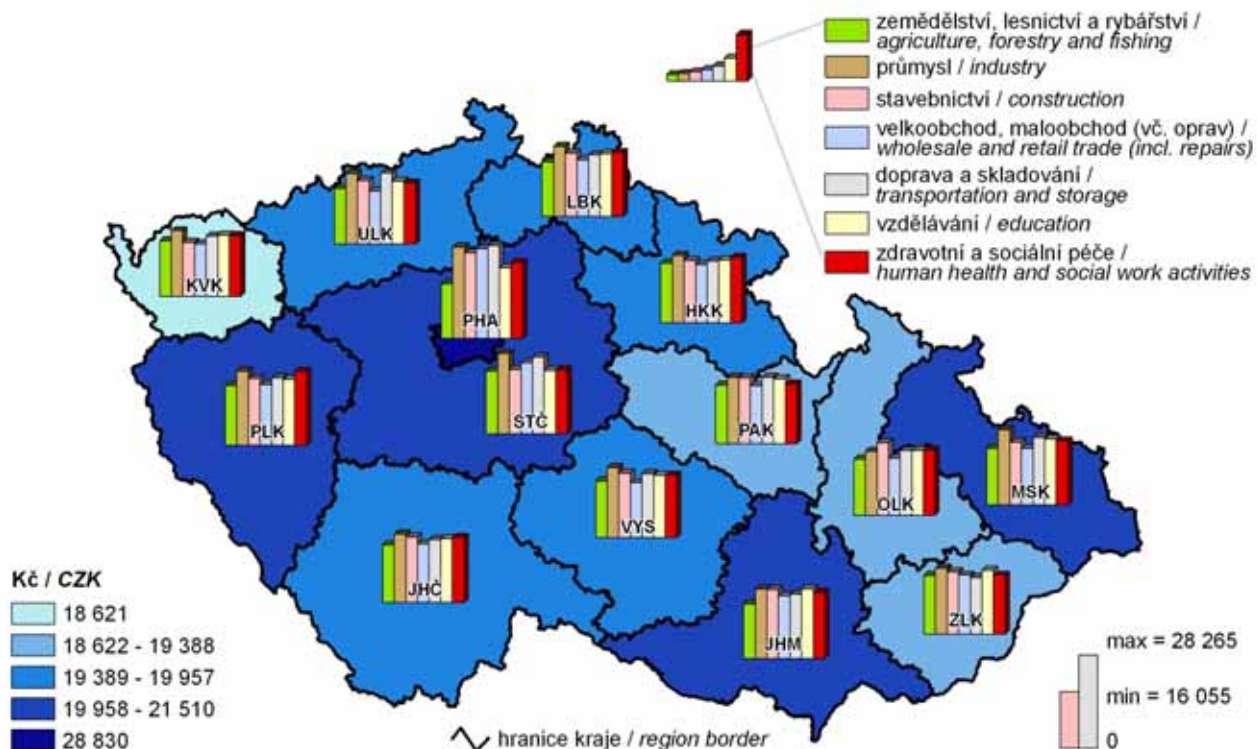 zemědělství, lesnictví a rybářství /
agriculture, forestry and fishing
průmysl / industry
stavebnictví / construction
velkoobchod, maloobchod (vč, oprav) /
wholesale and retail trade (incl. repairs)
doprava a skladování /
transportation and storage
vzdělávání / education
zdravotní a sociální péče /
human health and social work activities
LBK
ULK
KVK
HKK
PHA
STČ
PLK
PAK
OLK
MSK
VYS
JHČ
ZLK
JHM
Kč / CZK
18 621
18 622 - 19 388
19 389 - 19 957
19 958 - 21 510
28 830
hranice kraje / region border
max = 28 265
min = 16 055
0